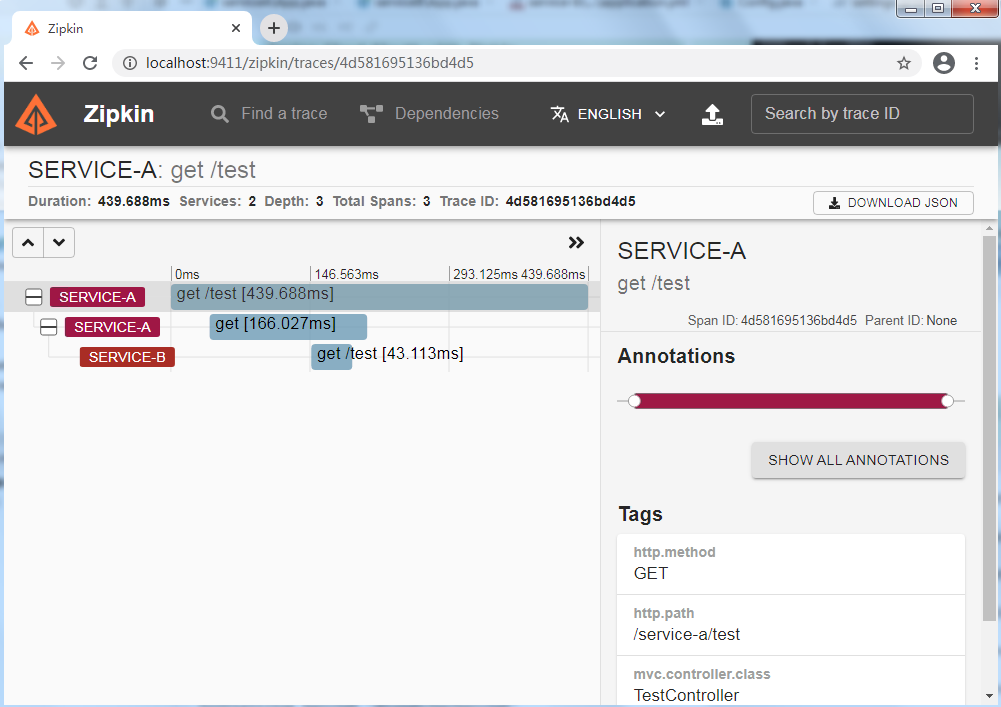 Zipkin
localhost:9411/zipkin/traces/4d581695136bd4d5
Zipkin
Find a trace
Dependencies
ENGLISH
Search by trace ID
SERVICE-A: get /test
Duration: 439.688ms Services: 2 Depth: 3 Total Spans: 3 Trace ID: 4d581695136bd4d5
DOWNLOAD JSON
0ms 146.563ms 293.125ms 439.688ms
SERVICE-A get /test [439.688ms]
SERVICE-A get [166.027ms]
SERVICE-B get /test [43.113ms]
SERVICE-A
get /test
Span ID: 4d581695136bd4d5 Parent ID: None
Annotations
SHOW ALL ANNOTATIONS
Tags
http.method
GET
http.path
/service-a/test
mvc.controller.class
TestController